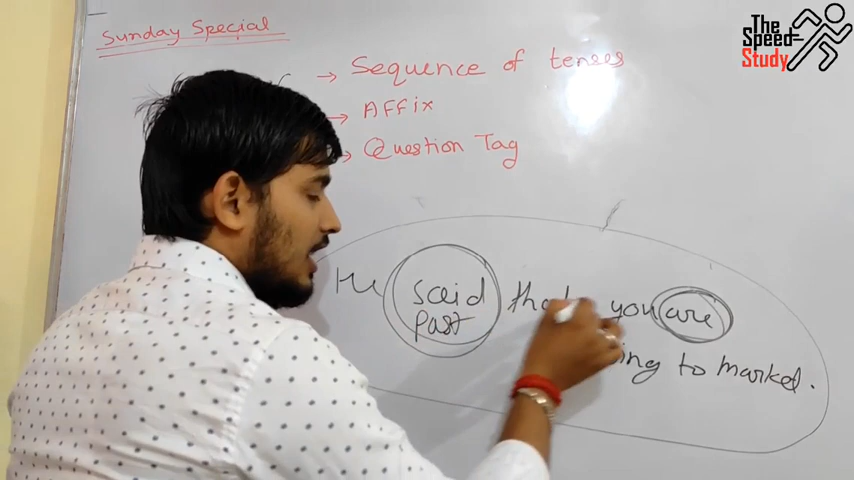 Sunday Special
→ Sequence of tenses
→ Affix
→ Question Tag
He said that you are
past
to market.
The
Speed
Study